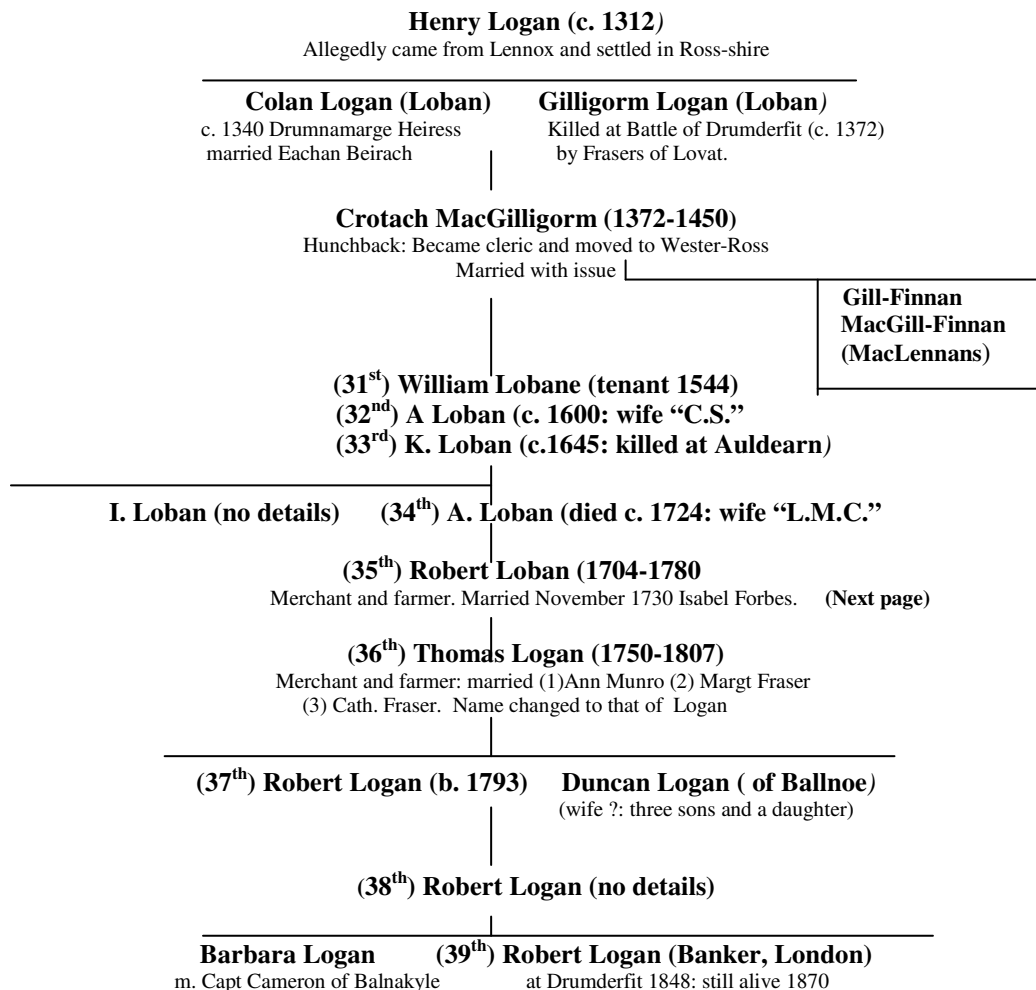 Henry Logan (c. 1312)
Allegedly came from Lennox and settled in Ross-shire
Colan Logan (Loban) Gilligorm Logan (Loban)
c. 1340 Drumnamarge Heiress Killed at Battle of Drumderfit (c. 1372)
married Eachan Beirach by Frasers of Lovat.
Crotach MacGilligorm (1372-1450)
Hunchback: Became cleric and moved to Wester-Ross
Married with issue
Gill-Finnan
MacGill-Finnan
(MacLennans)
(31st) William Lobane (tenant 1544)
(32nd) A Loban (c. 1600: wife “C.S.”
(33rd) K. Loban (c.1645: killed at Auldearn)
I. Loban (no details) (34th) A. Loban (died c. 1724: wife “L.M.C.”
(35th) Robert Loban (1704-1780
Merchant and farmer. Married November 1730 Isabel Forbes. (Next page)
(36th) Thomas Logan (1750-1807)
Merchant and farmer: married (1)Ann Munro (2) Margt Fraser
(3) Cath. Fraser. Name changed to that of Logan
(37th) Robert Logan (b. 1793) Duncan Logan ( of Ballnoe)
(wife ?: three sons and a daughter)
(38th) Robert Logan (no details)
Barbara Logan (39th) Robert Logan (Banker, London)
m. Capt Cameron of Balnakyle at Drumderfit 1848: still alive 1870